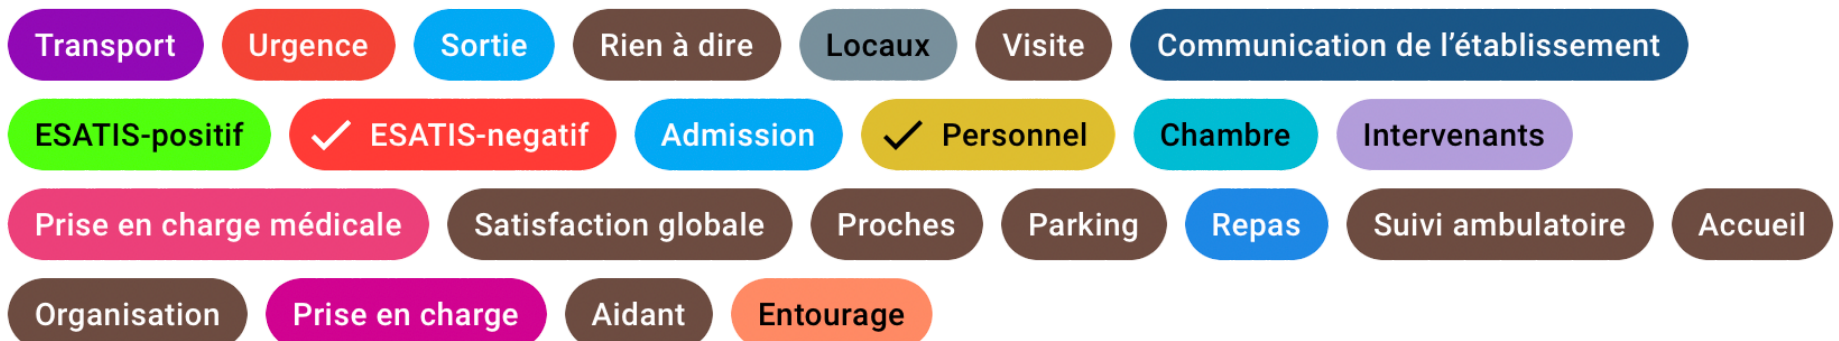 Transport Urgence Sortie Rien à dire Locaux Visite Communication de l’établissement
ESATIS-positif ESATIS-negatif Admission Personnel Chambre Intervenants
Prise en charge médicale Satisfaction globale Proches Parking Repas Suivi ambulatoire Accueil
Organisation Prise en charge Aidant Entourage